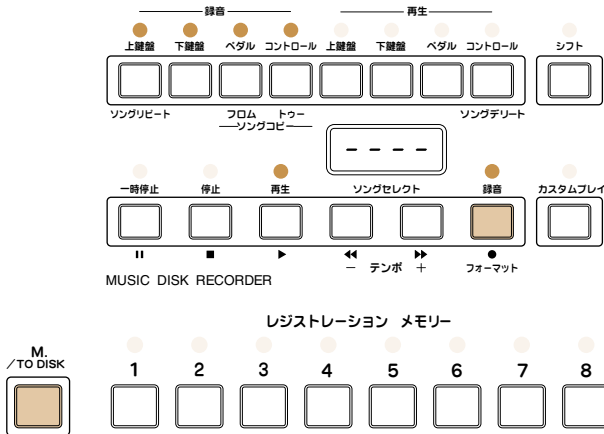 録音 再生
上鍵盤 下鍵盤 ペダル コントロール 上鍵盤 下鍵盤 ペダル コントロール シフト
ソングリピート フロム トゥー ソングデリート
ソングコピー
- - - -
一時停止 停止 再生 ソングセレクト 録音 カスタムプレイ
− テンポ + フォーマット
MUSIC DISK RECORDER
レジストレーション メモリー
M.
/TO DISK
1 2 3 4 5 6 7 8